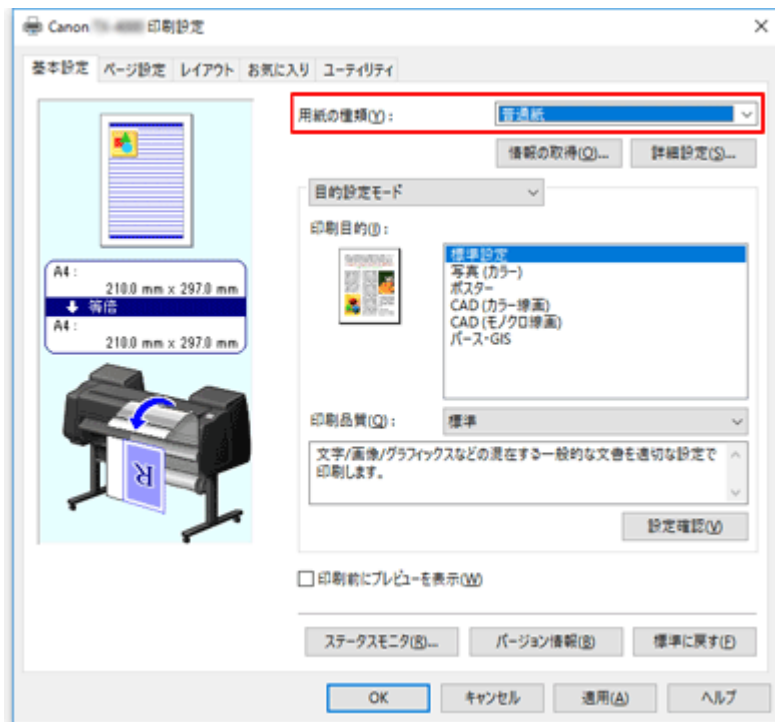 Canon 印刷設定
基本設定 ページ設定 レイアウト お気に入り ユーティリティ
用紙の種類(Y): 普通紙
情報の取得(O)... 詳細設定(S)...
目的設定モード
印刷目的(I):
標準設定
写真 (カラー)
ポスター
CAD (カラー線画)
CAD (モノクロ線画)
パース・GIS
A4 :
210.0 mm x 297.0 mm
等倍
A4 :
210.0 mm x 297.0 mm
R
印刷品質(Q): 標準
文字/画像/グラフィックスなどの混在する一般的な文書を適切な設定で
印刷します。
設定確認(V)
印刷前にプレビューを表示(W)
ステータスモニタ(R)... バージョン情報(B) 標準に戻す(F)
OK キャンセル 適用(A) ヘルプ